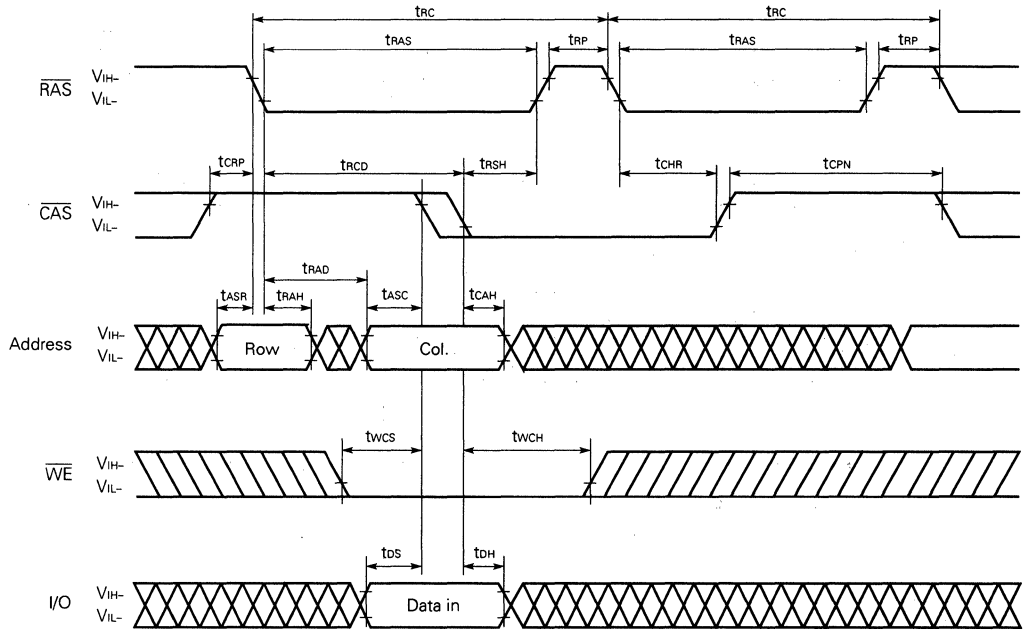 tRC tRC
tRAS tRP tRAS tRP
RAS VIH–
VIL–
tCRP tRCD tRSH tCHR tCPN
CAS VIH–
VIL–
tRAD
tASR tRAH tASC tCAH
Address VIH– Row Col.
VIL–
tWCS tWCH
WE VIH–
VIL–
tDS tDH
I/O VIH– Data in
VIL–